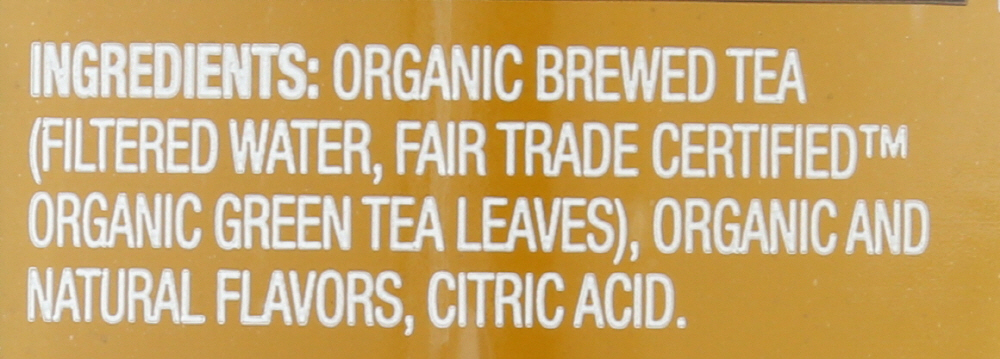 INGREDIENTS: ORGANIC BREWED TEA
(FILTERED WATER, FAIR TRADE CERTIFIED™
ORGANIC GREEN TEA LEAVES), ORGANIC AND
NATURAL FLAVORS, CITRIC ACID.